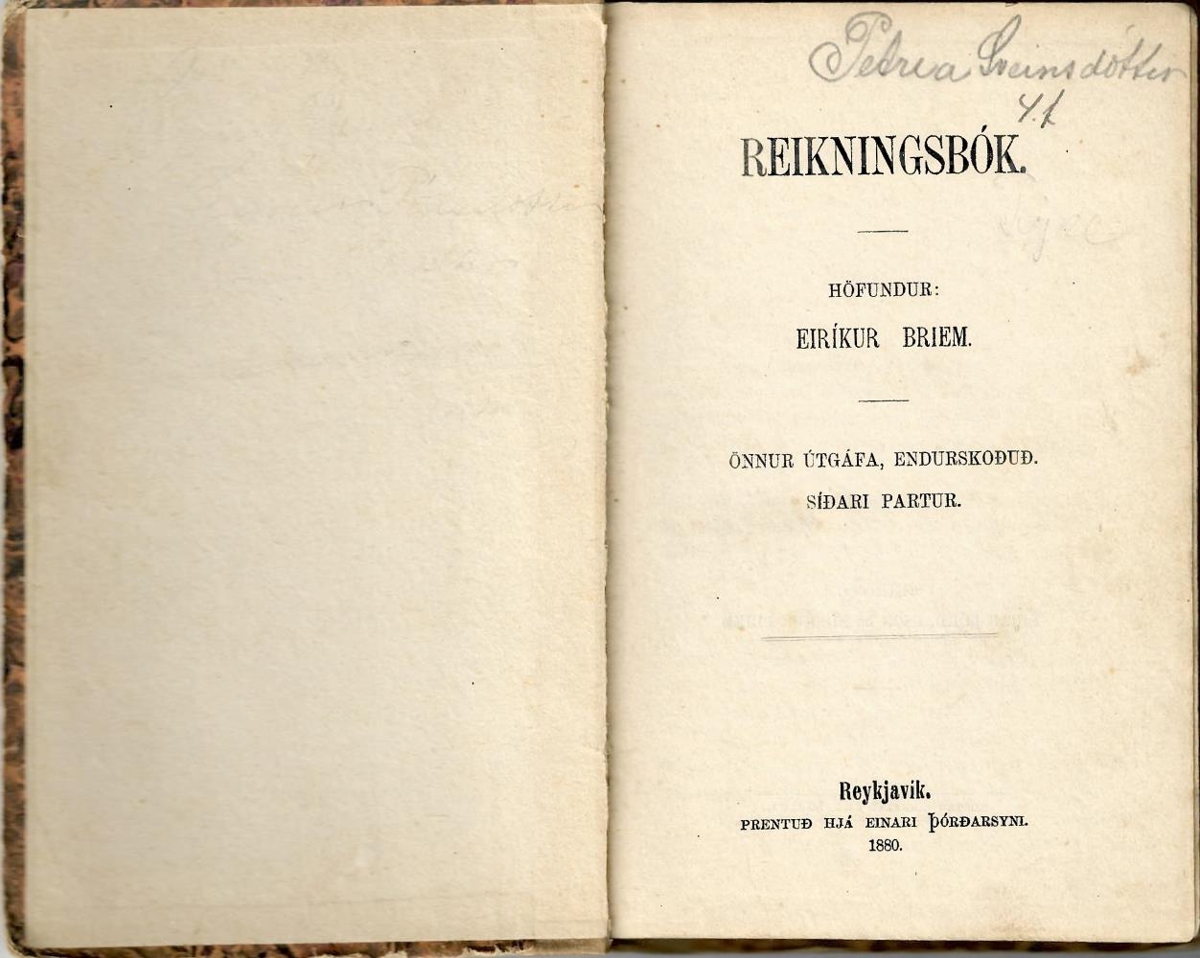 Petrea Sveinsdóttir
REIKNINGSBÓK.
HÖFUNDUR:
EIRÍKUR BRIEM.
ÖNNUR ÚTGÁFA, ENDURSKOÐUÐ.
SÍÐARI PARTUR.
Reykjavík.
PRENTUÐ HJÁ EINARI ÞÓRÐARSYNI.
1880.